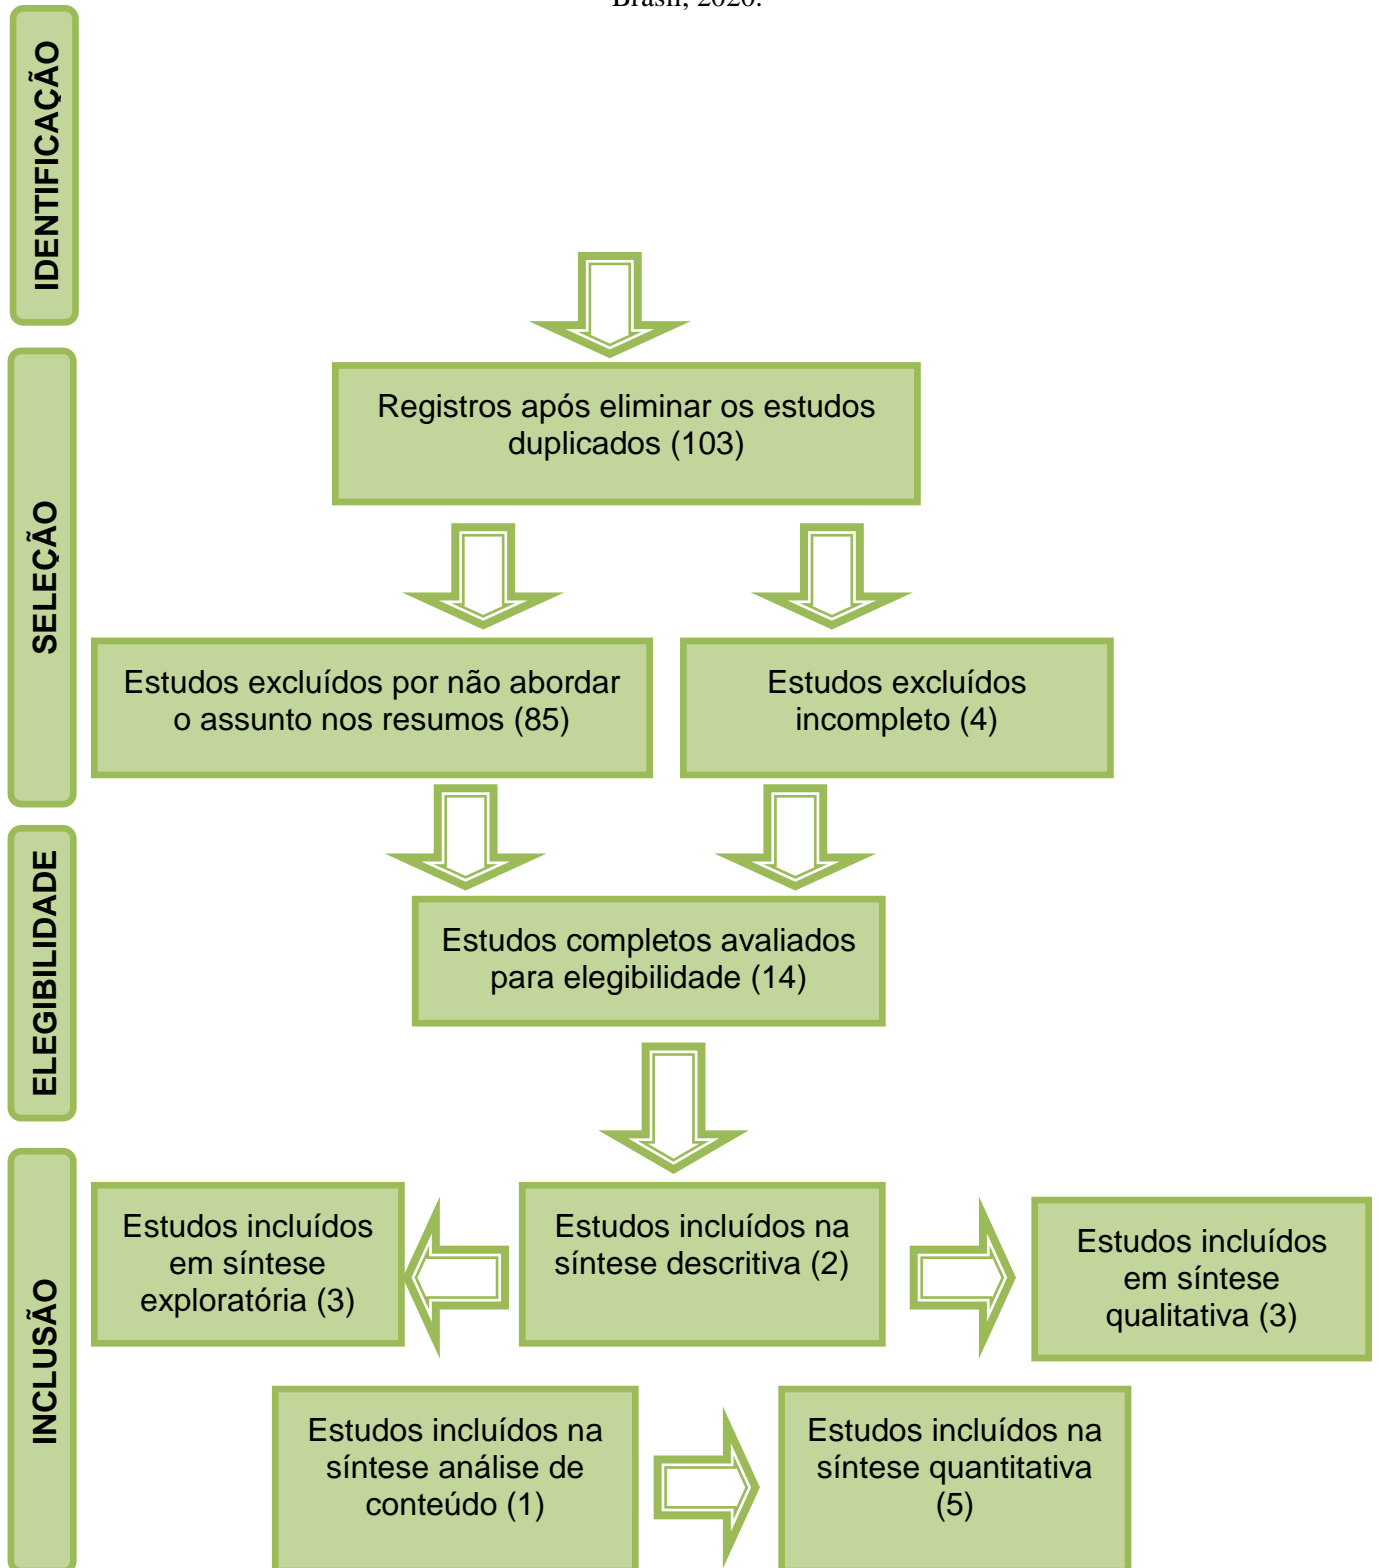 Brasil, 2020.
IDENTIFICAÇÃO
Registros após eliminar os estudos
duplicados (103)
SELEÇÃO
Estudos excluídos por não abordar
o assunto nos resumos (85)
Estudos excluídos
incompleto (4)
ELEGIBILIDADE
Estudos completos avaliados
para elegibilidade (14)
INCLUSÃO
Estudos incluídos
em síntese
exploratória (3)
Estudos incluídos na
síntese descritiva (2)
Estudos incluídos
em síntese
qualitativa (3)
Estudos incluídos na
síntese análise de
conteúdo (1)
Estudos incluídos na
síntese quantitativa
(5)